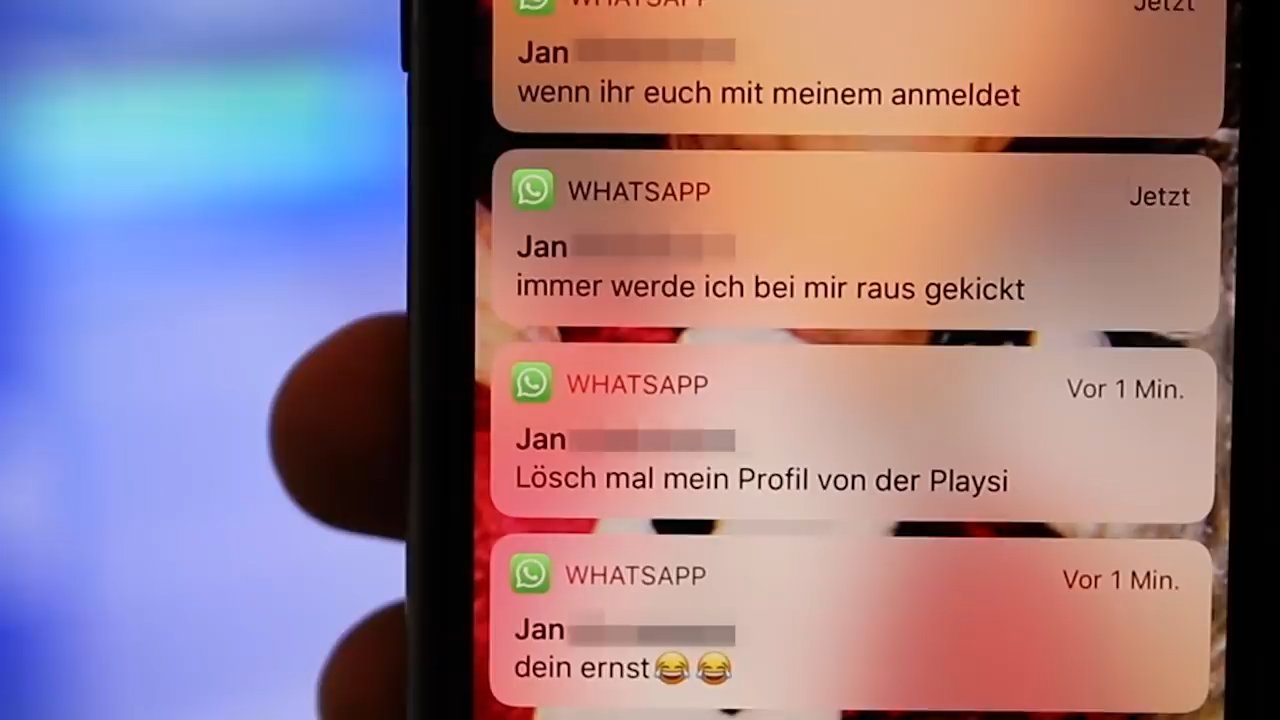 WHATSAPP
Jetzt
Jan
wenn ihr euch mit meinem anmeldet
WHATSAPP
Jetzt
Jan
immer werde ich bei mir raus gekickt
WHATSAPP
Vor 1 Min.
Jan
Lösch mal mein Profil von der Playsi
WHATSAPP
Vor 1 Min.
Jan
dein ernst😂😂